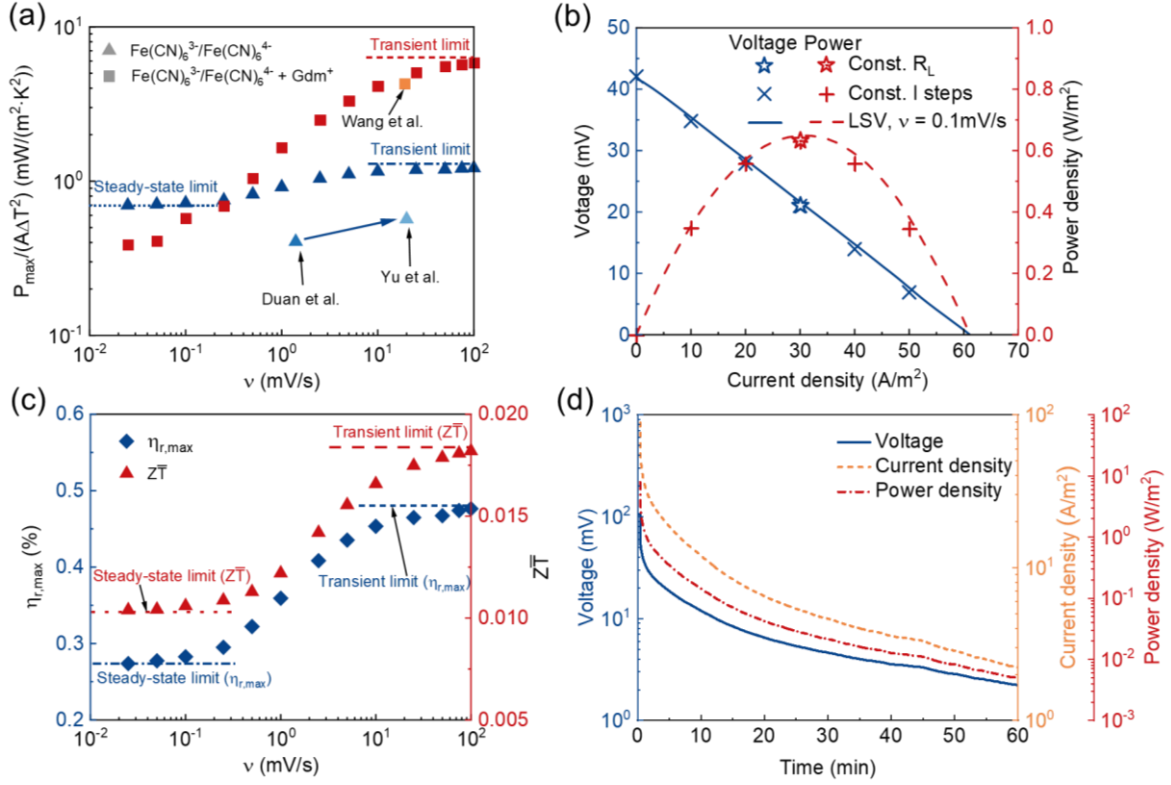 (a)
P_max/(AΔT²) (mW/(m²·K²))
10¹
10⁰
10⁻¹
Fe(CN)₆³⁻/Fe(CN)₆⁴⁻
Fe(CN)₆³⁻/Fe(CN)₆⁴⁻ + Gdm⁺
Transient limit
Wang et al.
Transient limit
Steady-state limit
Yu et al.
Duan et al.
10⁻² 10⁻¹ 10⁰ 10¹ 10²
ν (mV/s)
(b)
Votage (mV)
50
40
30
20
10
0
Voltage Power
Const. R_L
Const. I steps
LSV, ν = 0.1mV/s
1.0
0.8
0.6
0.4
0.2
0.0
Power density (W/m²)
0 10 20 30 40 50 60 70
Current density (A/m²)
(c)
η_r,max (%)
0.6
0.5
0.4
0.3
0.2
η_r,max
ZT̅
Transient limit (ZT̅)
Steady-state limit (ZT̅)
Transient limit (η_r,max)
Steady-state limit (η_r,max)
0.020
0.015
0.010
0.005
ZT̅
10⁻² 10⁻¹ 10⁰ 10¹ 10²
ν (mV/s)
(d)
Voltage (mV)
10³
10²
10¹
10⁰
Voltage
Current density
Power density
10²
10¹
10⁰
Current density (A/m²)
10²
10¹
10⁰
10⁻¹
10⁻²
10⁻³
Power density (W/m²)
0 10 20 30 40 50 60
Time (min)